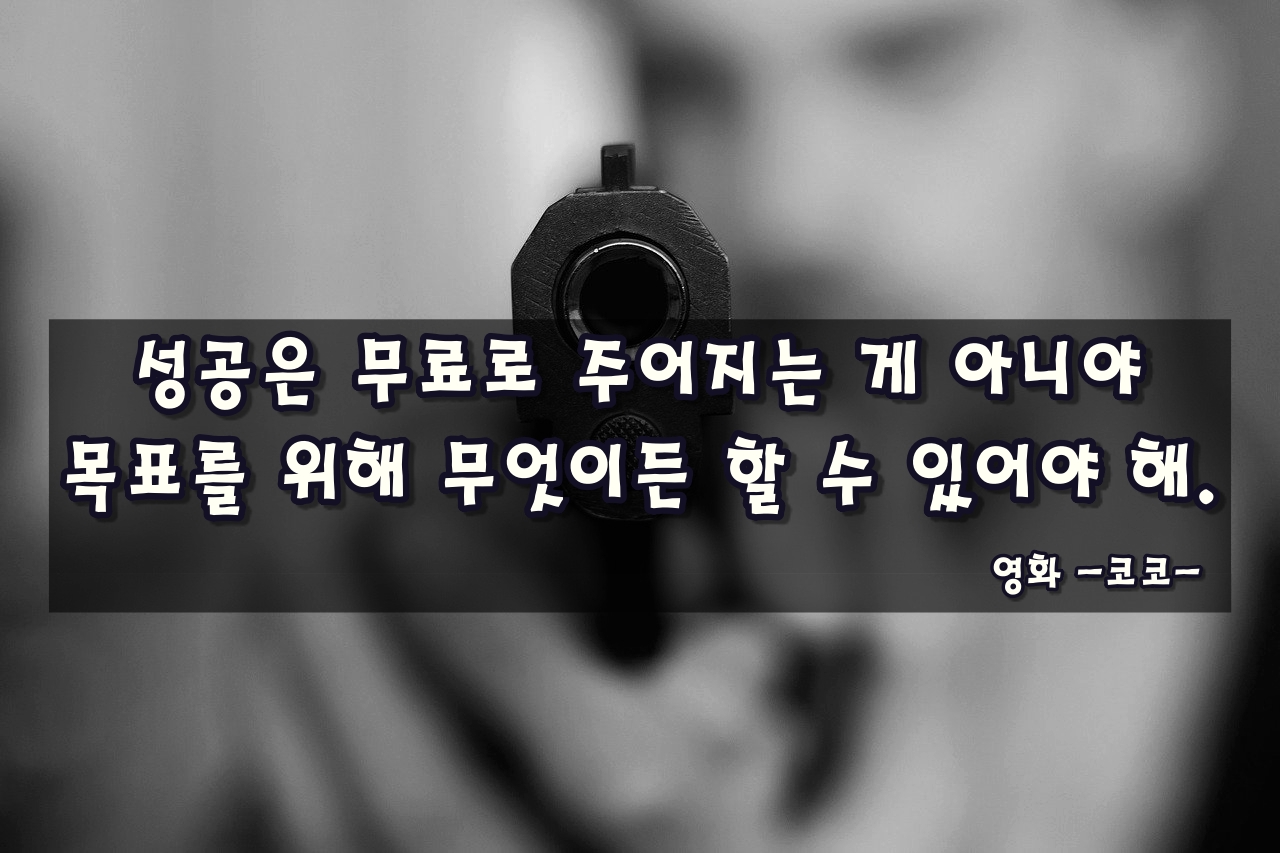 성공은 무료로 주어지는 게 아니야
목표를 위해 무엇이든 할 수 있어야 해.
영화 -코코-